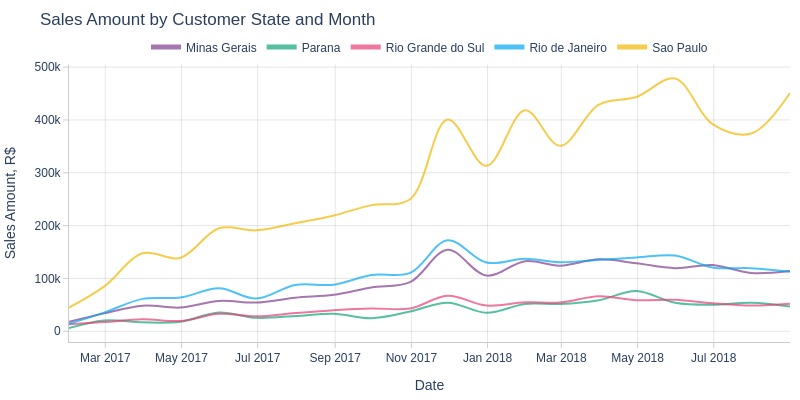 Sales Amount by Customer State and Month
Minas Gerais Parana Rio Grande do Sul Rio de Janeiro Sao Paulo
500k
400k
300k
200k
100k
0
Sales Amount, R$
Mar 2017 May 2017 Jul 2017 Sep 2017 Nov 2017 Jan 2018 Mar 2018 May 2018 Jul 2018
Date